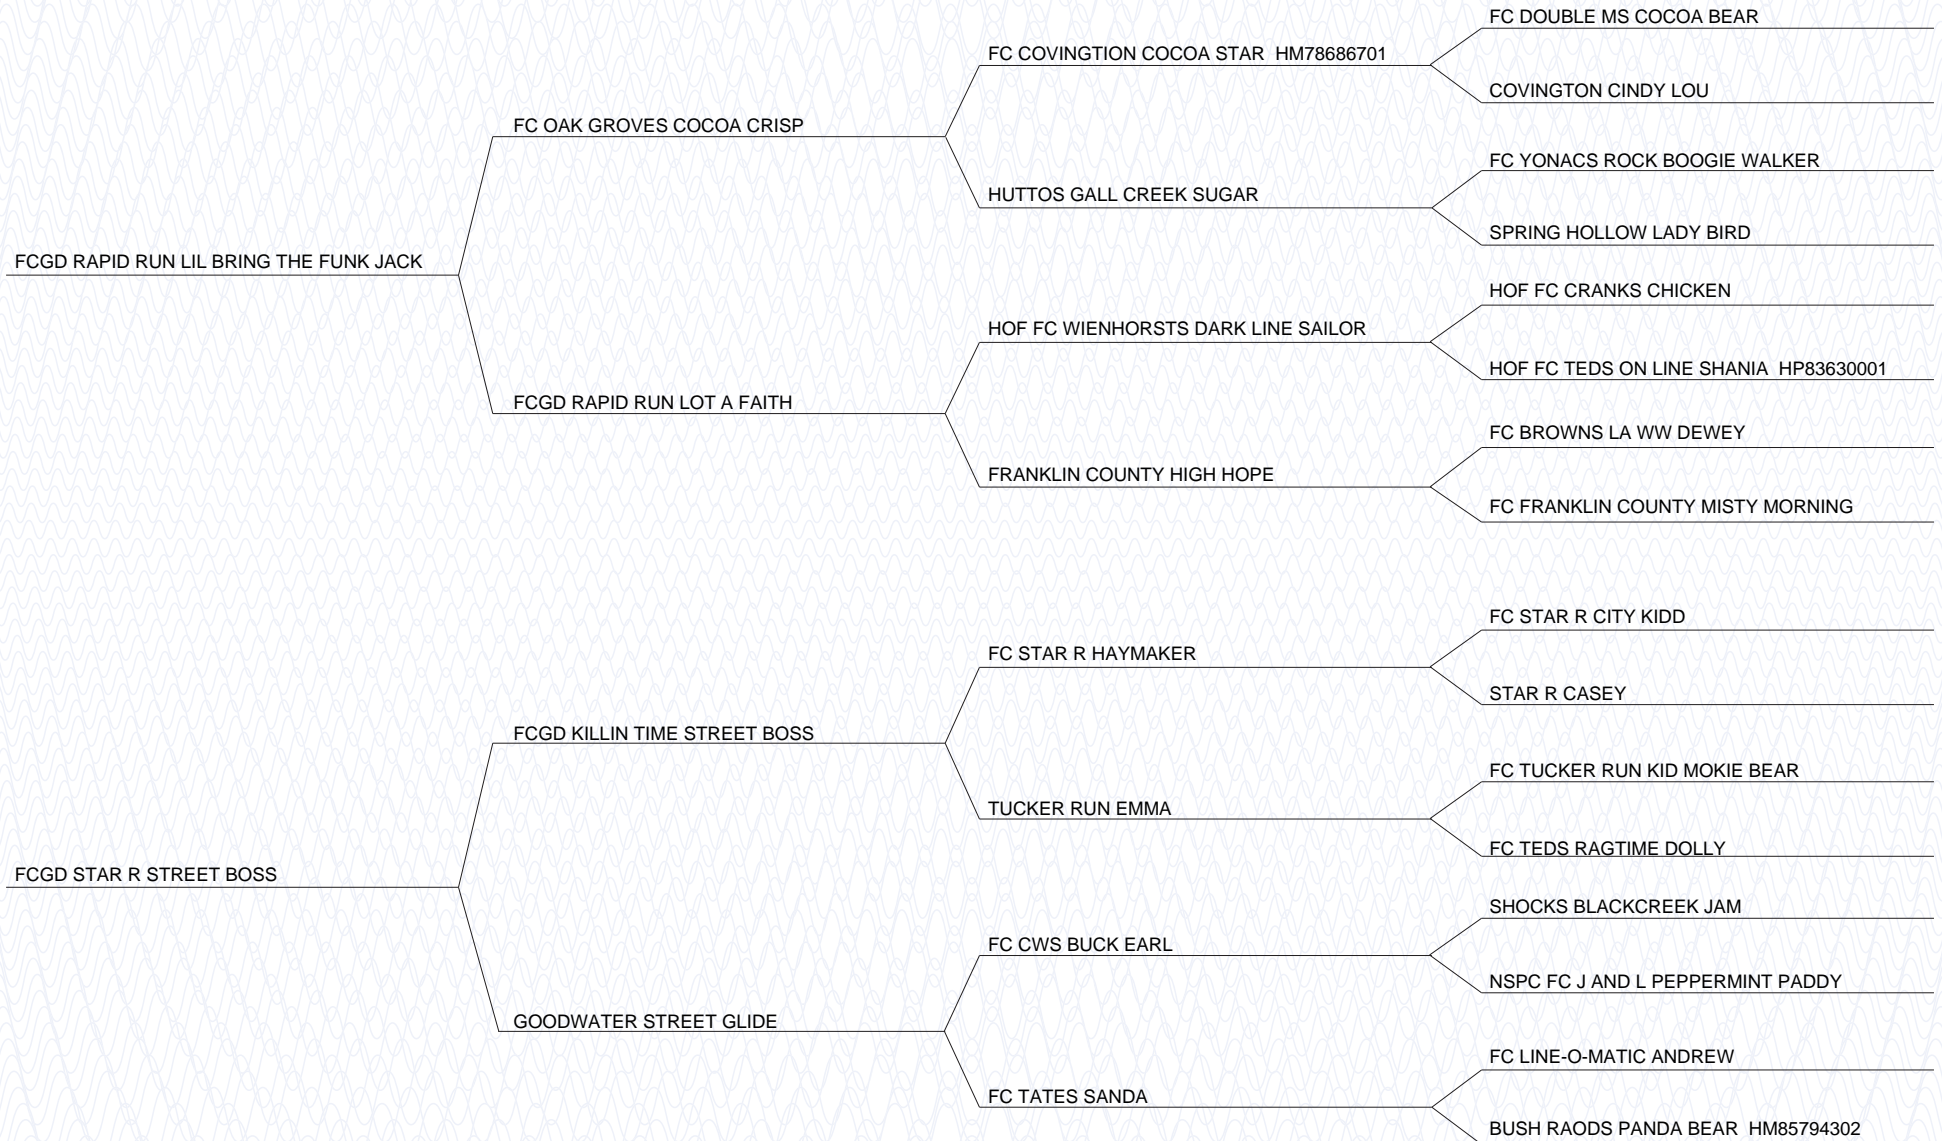 FC DOUBLE MS COCOA BEAR
FC COVINGTION COCOA STAR  HM78686701
COVINGTON CINDY LOU
FC OAK GROVES COCOA CRISP
FC YONACS ROCK BOOGIE WALKER
HUTTOS GALL CREEK SUGAR
SPRING HOLLOW LADY BIRD
FCGD RAPID RUN LIL BRING THE FUNK JACK
HOF FC CRANKS CHICKEN
HOF FC WIENHORSTS DARK LINE SAILOR
HOF FC TEDS ON LINE SHANIA  HP83630001
FCGD RAPID RUN LOT A FAITH
FC BROWNS LA WW DEWEY
FRANKLIN COUNTY HIGH HOPE
FC FRANKLIN COUNTY MISTY MORNING
FC STAR R CITY KIDD
FC STAR R HAYMAKER
STAR R CASEY
FCGD KILLIN TIME STREET BOSS
FC TUCKER RUN KID MOKIE BEAR
TUCKER RUN EMMA
FC TEDS RAGTIME DOLLY
FCGD STAR R STREET BOSS
SHOCKS BLACKCREEK JAM
FC CWS BUCK EARL
NSPC FC J AND L PEPPERMINT PADDY
GOODWATER STREET GLIDE
FC LINE-O-MATIC ANDREW
FC TATES SANDA
BUSH RAODS PANDA BEAR  HM85794302